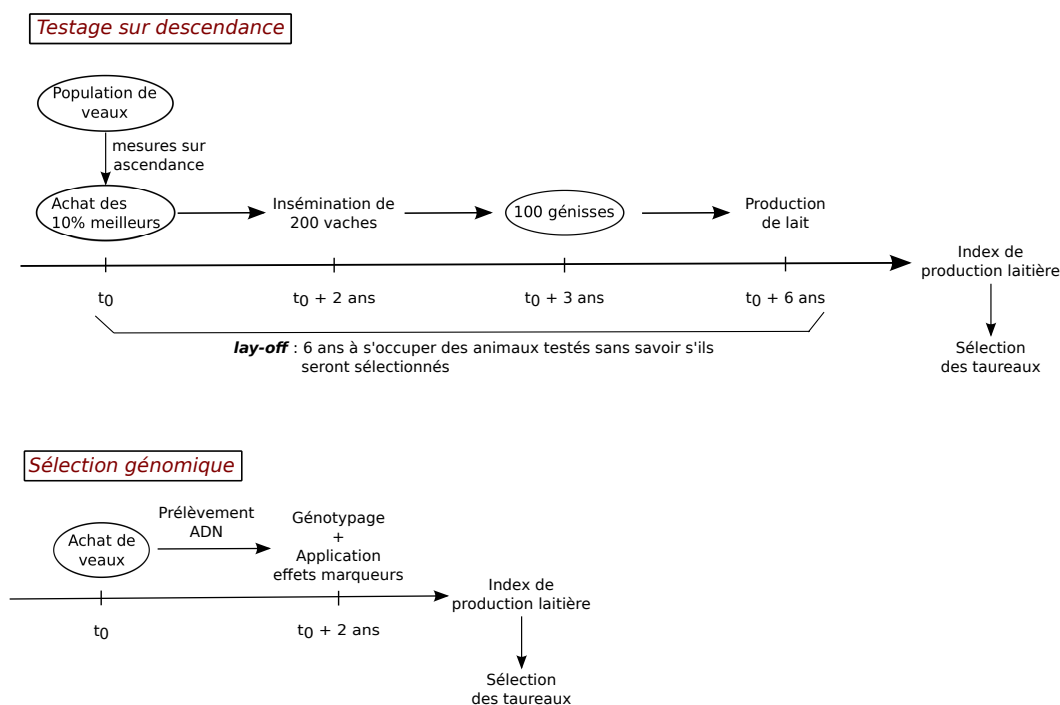 Testage sur descendance
Population de
veaux
mesures sur
ascendance
Achat des
10% meilleurs
Insémination de
200 vaches
100 génisses
Production
de lait
Index de
production laitière
t0
t0 + 2 ans
t0 + 3 ans
t0 + 6 ans
lay-off : 6 ans à s'occuper des animaux testés sans savoir s'ils
seront sélectionnés
Sélection
des taureaux
Sélection génomique
Prélèvement
ADN
Achat de
veaux
Génotypage
+
Application
effets marqueurs
Index de
production laitière
t0
t0 + 2 ans
Sélection
des taureaux